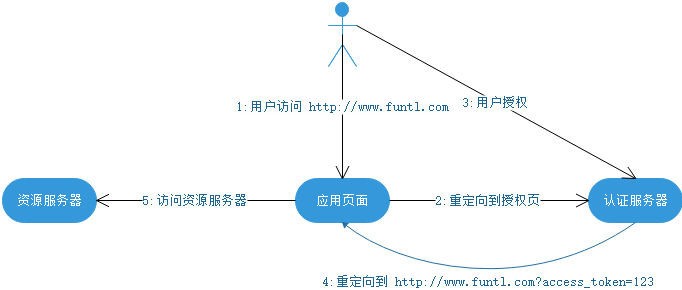 1:用户访问 http://www.funtl.com
3:用户授权
资源服务器
5:访问资源服务器
应用页面
2:重定向到授权页
认证服务器
4:重定向到 http://www.funtl.com?access_token=123